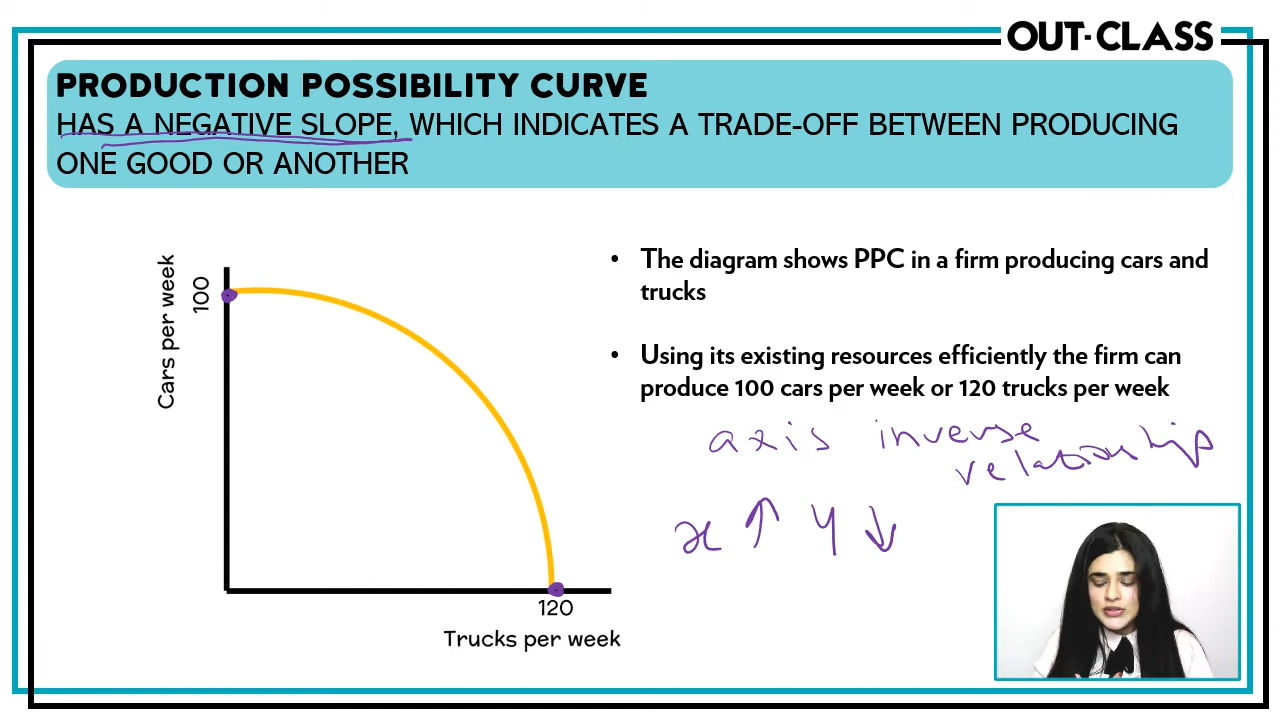 OUT-CLASS
PRODUCTION POSSIBILITY CURVE
HAS A NEGATIVE SLOPE, WHICH INDICATES A TRADE-OFF BETWEEN PRODUCING
ONE GOOD OR ANOTHER
Cars per week
100
120
Trucks per week
• The diagram shows PPC in a firm producing cars and
trucks
• Using its existing resources efficiently the firm can
produce 100 cars per week or 120 trucks per week
axis inverse
relationship
x ↑ y ↓